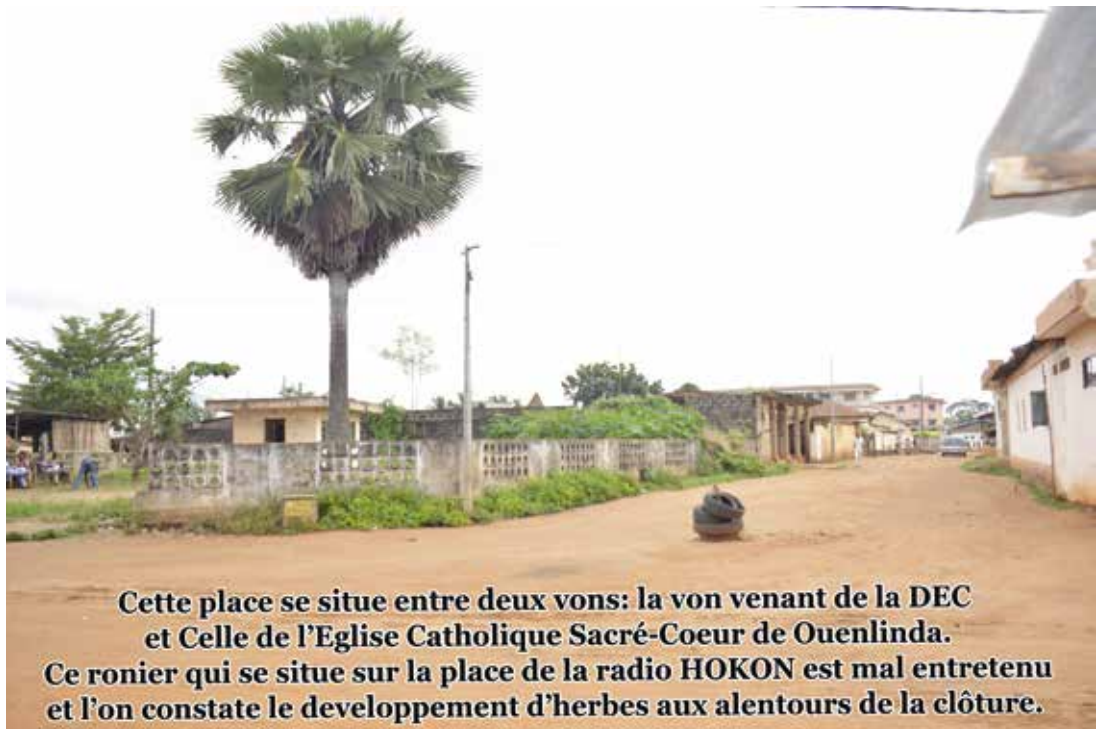 Cette place se situe entre deux vons: la von venant de la DEC
et Celle de l'Eglise Catholique Sacré-Coeur de Ouenlinda.
Ce ronier qui se situe sur la place de la radio HOKON est mal entretenu
et l'on constate le developpement d'herbes aux alentours de la clôture.